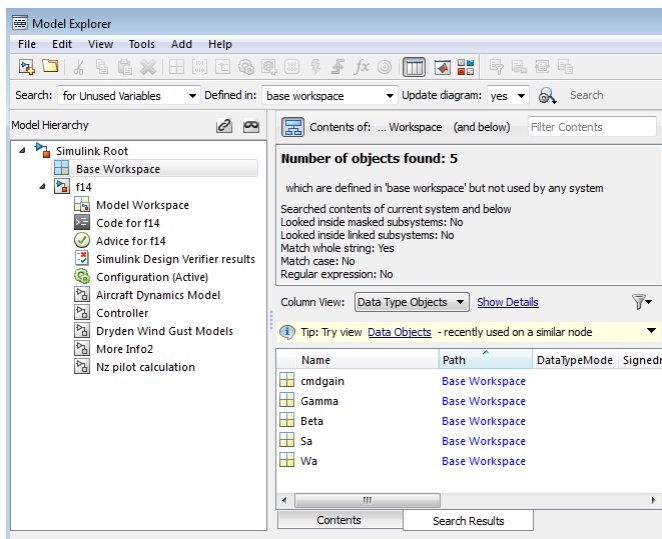 Model Explorer
File Edit View Tools Add Help
fx
Search: for Unused Variables Defined in: base workspace Update diagram: yes Search
Model Hierarchy
Simulink Root
Base Workspace
f14
Model Workspace
Code for f14
Advice for f14
Simulink Design Verifier results
Configuration (Active)
Aircraft Dynamics Model
Controller
Dryden Wind Gust Models
More Info2
Nz pilot calculation
Contents of: ... Workspace (and below) Filter Contents
Number of objects found: 5
which are defined in 'base workspace' but not used by any system
Searched contents of current system and below
Looked inside masked subsystems: No
Looked inside linked subsystems: No
Match whole string: Yes
Match case: No
Regular expression: No
Column View: Data Type Objects Show Details
Tip: Try view Data Objects - recently used on a similar node
Name Path DataTypeMode Signedn
cmdgain Base Workspace
Gamma Base Workspace
Beta Base Workspace
Sa Base Workspace
Wa Base Workspace
Contents Search Results